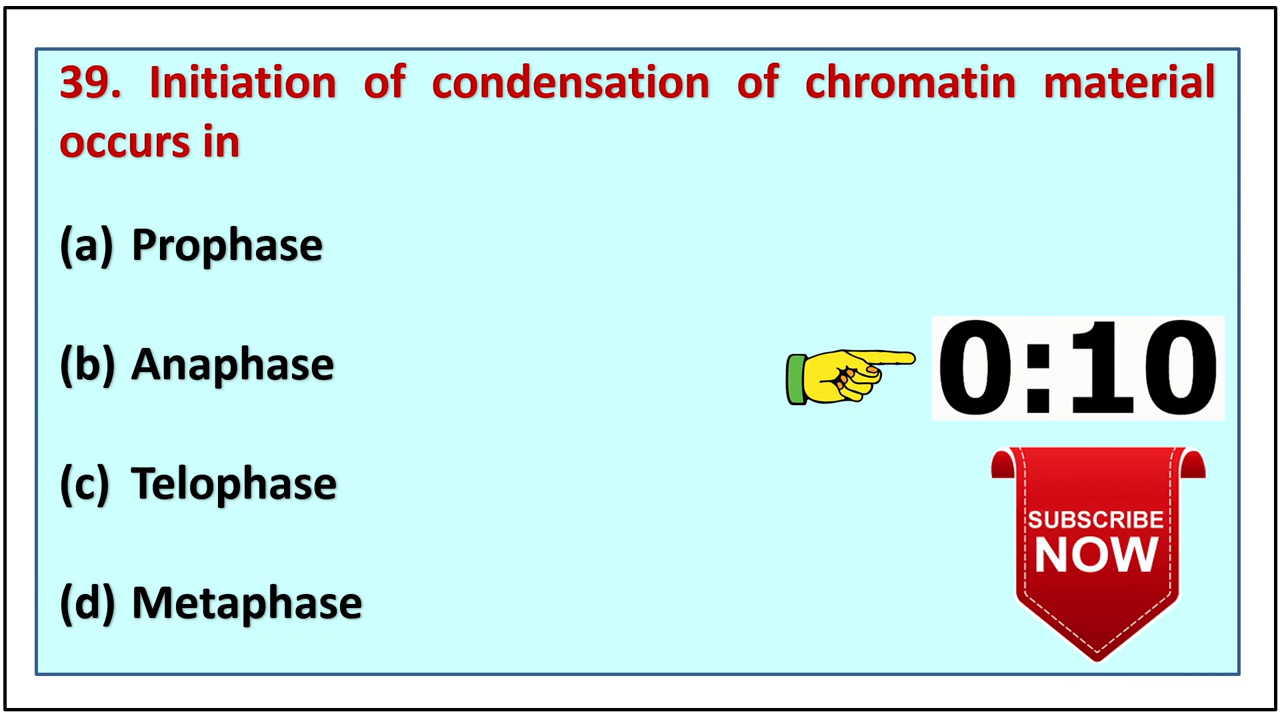 39. Initiation of condensation of chromatin material
occurs in
(a) Prophase
(b) Anaphase
0:10
(c) Telophase
SUBSCRIBE
NOW
(d) Metaphase